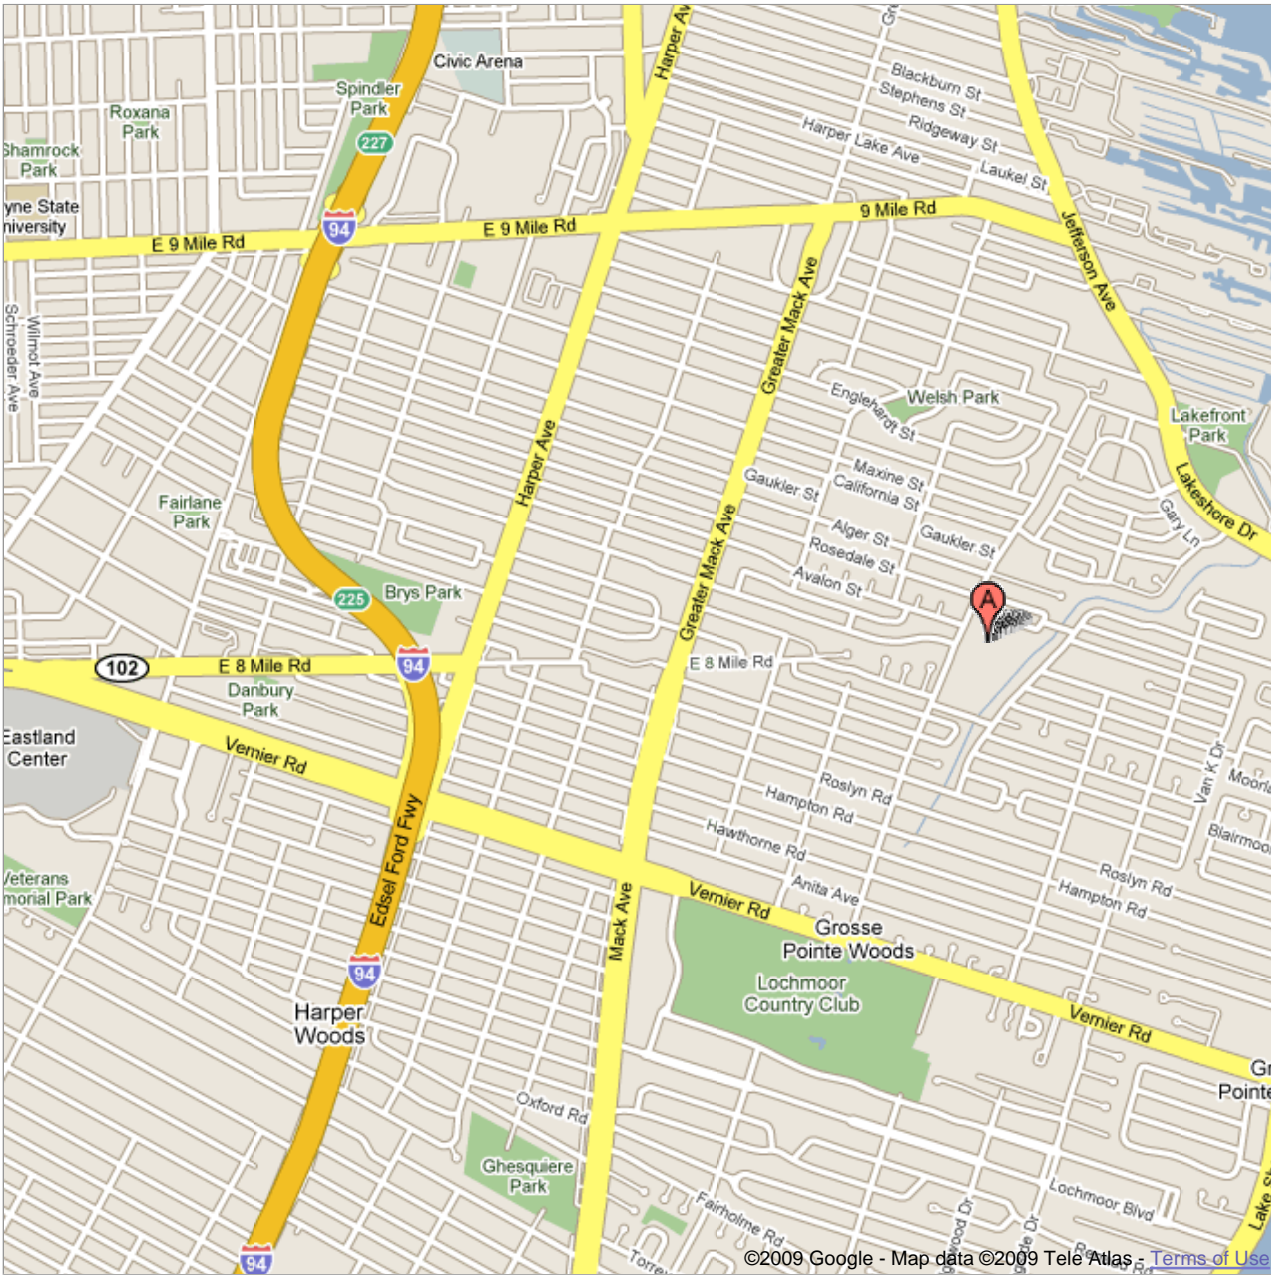 Civic Arena
Harper Av
Spindler
Park
Roxana
Park
227
Shamrock
Park
yne State
niversity
Blackburn St
Stephens St
Ridgeway St
Harper Lake Ave
Laukel St
94
E 9 Mile Rd
E 9 Mile Rd
9 Mile Rd
Jefferson Ave
Wilmot Ave
Schroeder Ave
Greater Mack Ave
Englehardt St
Welsh Park
Lakefront
Park
Harper Ave
Gaukler St
Maxine St
California St
Lakeshore Dr
Gary Ln
Fairlane
Park
Greater Mack Ave
Alger St
Gaukler St
Rosedale St
Avalon St
225
Brys Park
A
102
E 8 Mile Rd
94
E 8 Mile Rd
Danbury
Park
Eastland
Center
Vernier Rd
Van K Dr
Roslyn Rd
Hampton Rd
Hawthorne Rd
Edsel Ford Fwy
Anita Ave
Roslyn Rd
Hampton Rd
Veterans
morial Park
Mack Ave
Vernier Rd
Grosse
Pointe Woods
94
Lochmoor
Country Club
Harper
Woods
Vernier Rd
Gr
Pointe
Oxford Rd
Ghesquiere
Park
Fairholme Rd
Lochmoor Blvd
Lake S
94
©2009 Google - Map data ©2009 Tele Atlas - Terms of Use